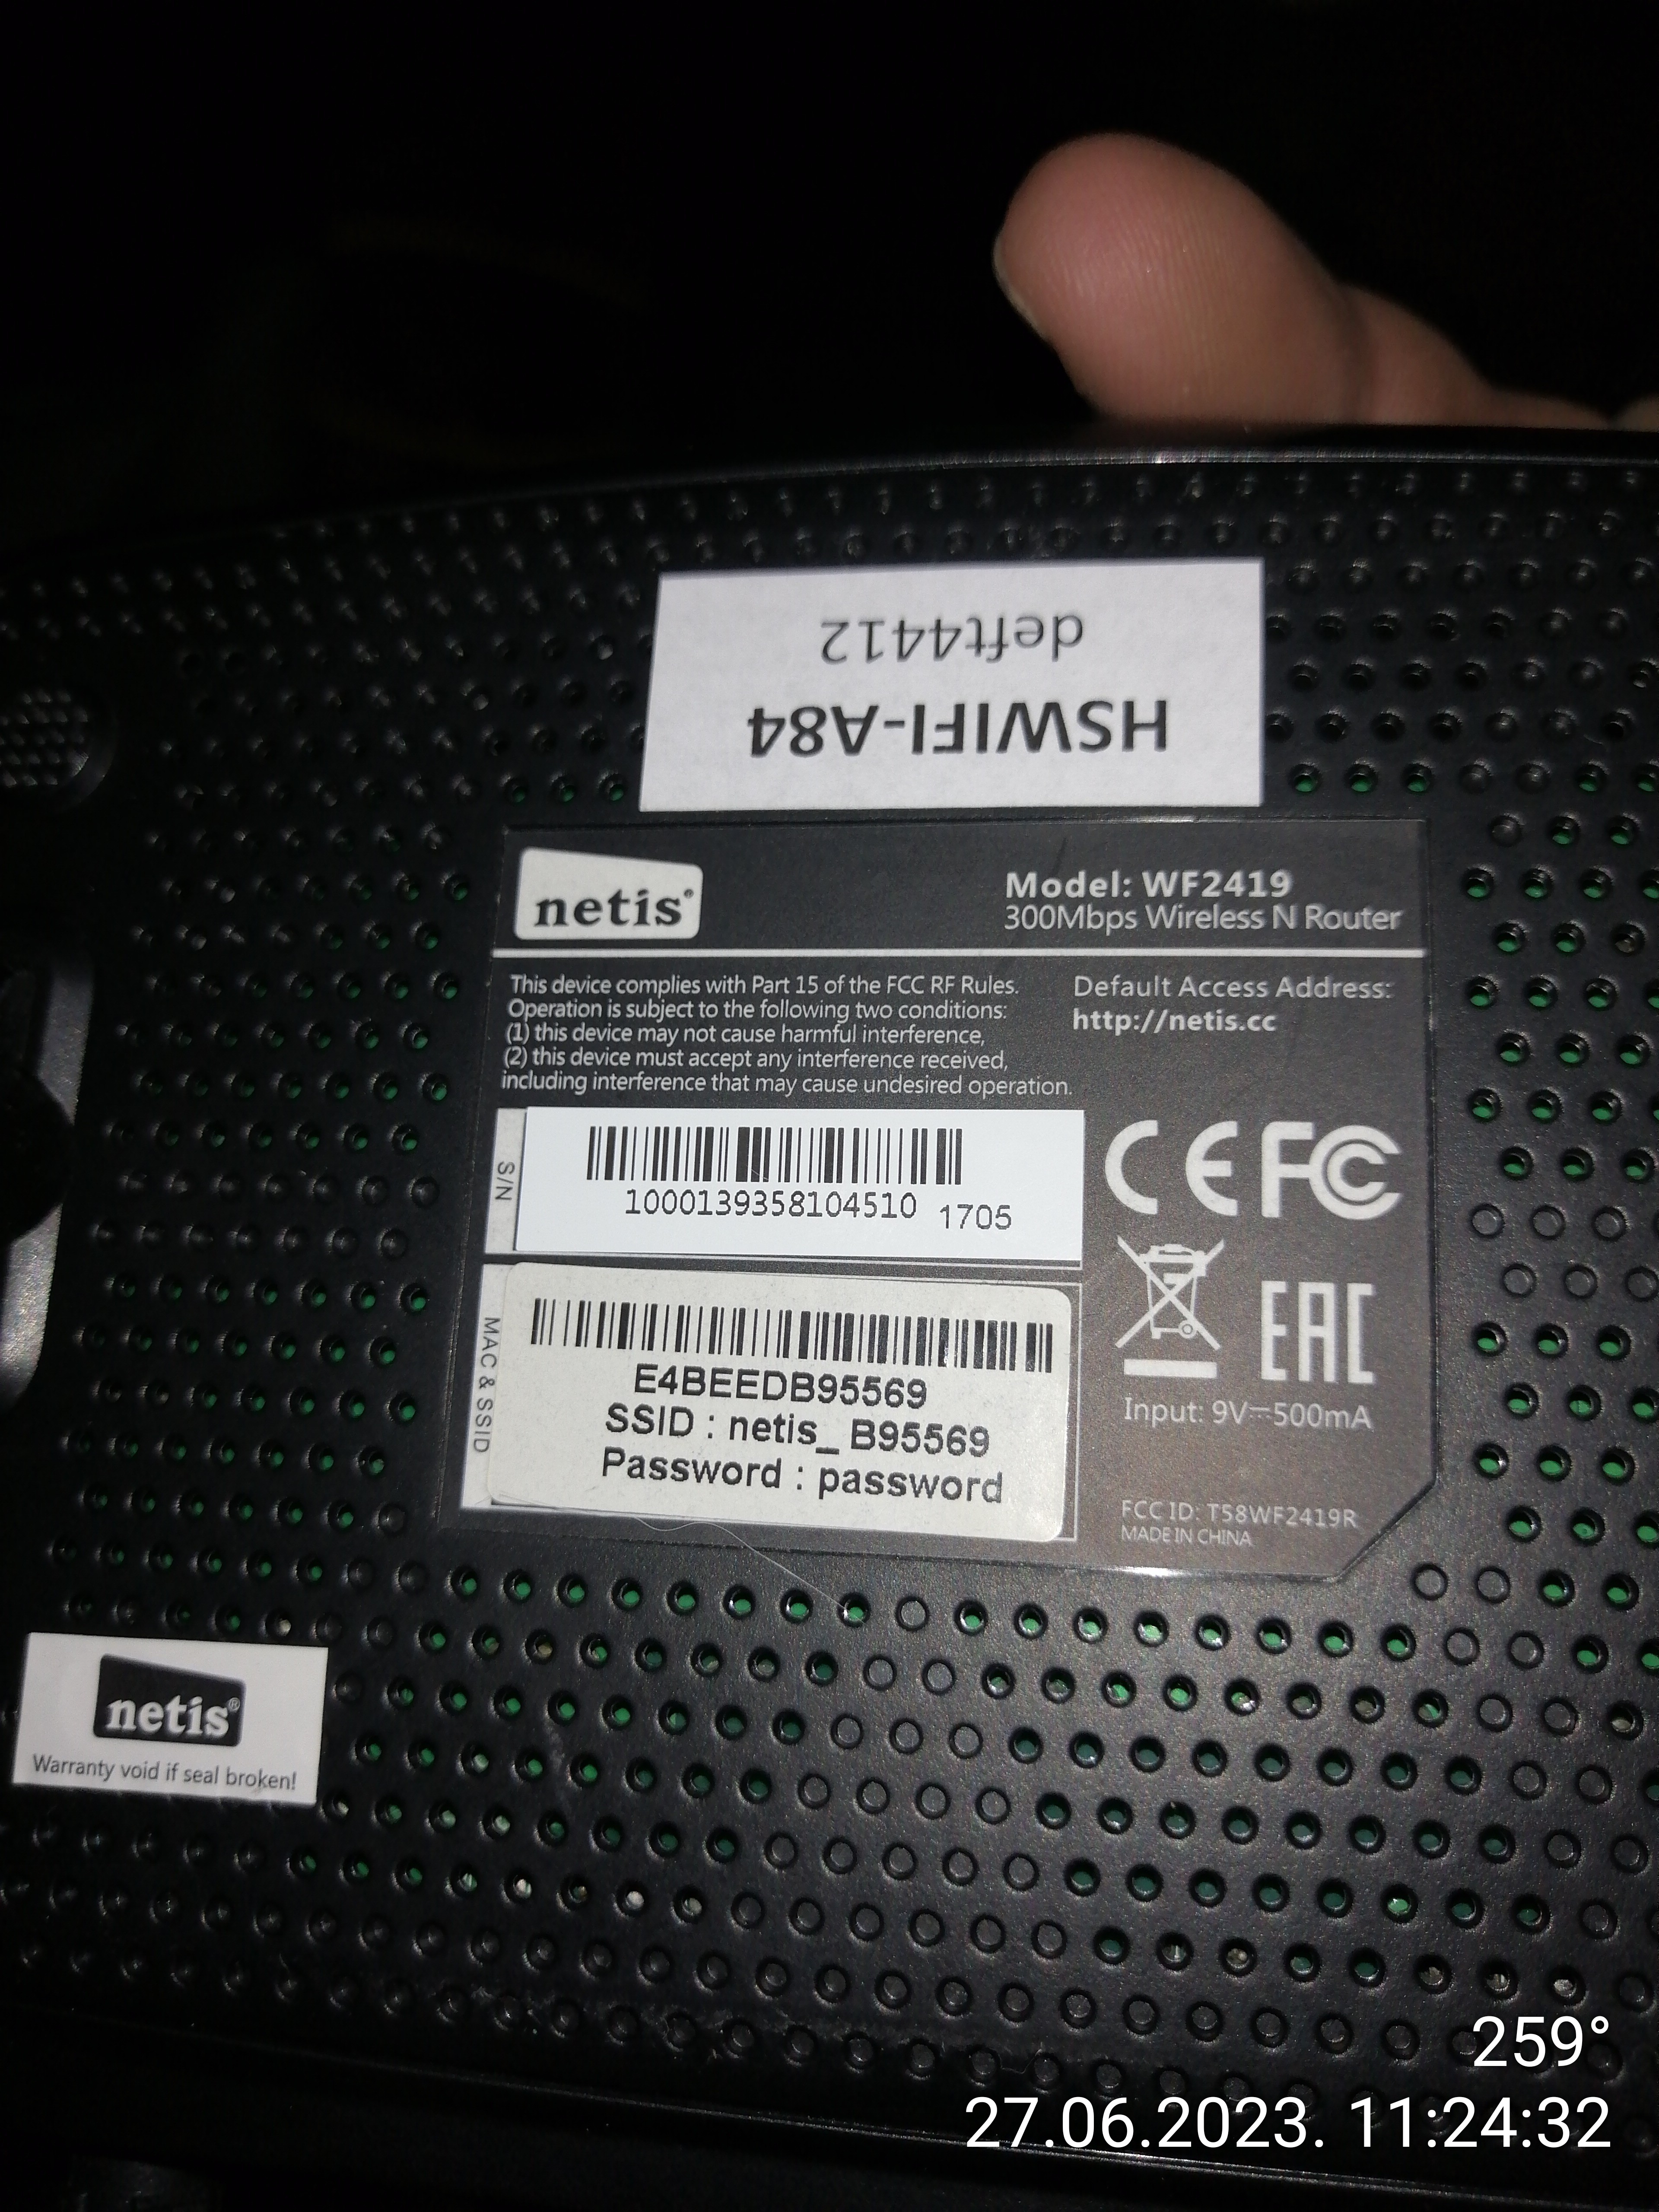 HSWIFI-A84
deft4412
netis®
Model: WF2419
300Mbps Wireless N Router
This device complies with Part 15 of the FCC RF Rules.
Operation is subject to the following two conditions:
(1) this device may not cause harmful interference,
(2) this device must accept any interference received,
including interference that may cause undesired operation.
Default Access Address:
http://netis.cc
S/N
1000139358104510 1705
CE FC
EAC
MAC & SSID
E4BEEDB95569
SSID : netis_ B95569
Password : password
Input: 9V⎓500mA
FCC ID: T58WF2419R
MADE IN CHINA
netis®
Warranty void if seal broken!
259°
27.06.2023. 11:24:32